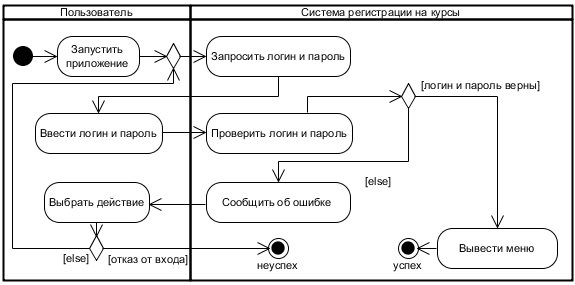 Пользователь
Система регистрации на курсы
Запустить
приложение
Запросить логин и пароль
[логин и пароль верны]
Ввести логин и пароль
Проверить логин и пароль
[else]
Выбрать действие
Сообщить об ошибке
[else]
[отказ от входа]
неуспех
успех
Вывести меню